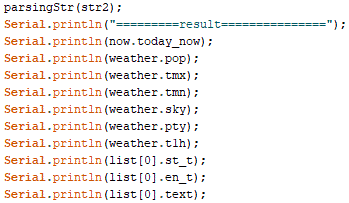 parsingStr(str2);
Serial.println("=========result===============");
Serial.println(now.today_now);
Serial.println(weather.pop);
Serial.println(weather.tmx);
Serial.println(weather.tmn);
Serial.println(weather.sky);
Serial.println(weather.pty);
Serial.println(weather.tlh);
Serial.println(list[0].st_t);
Serial.println(list[0].en_t);
Serial.println(list[0].text);